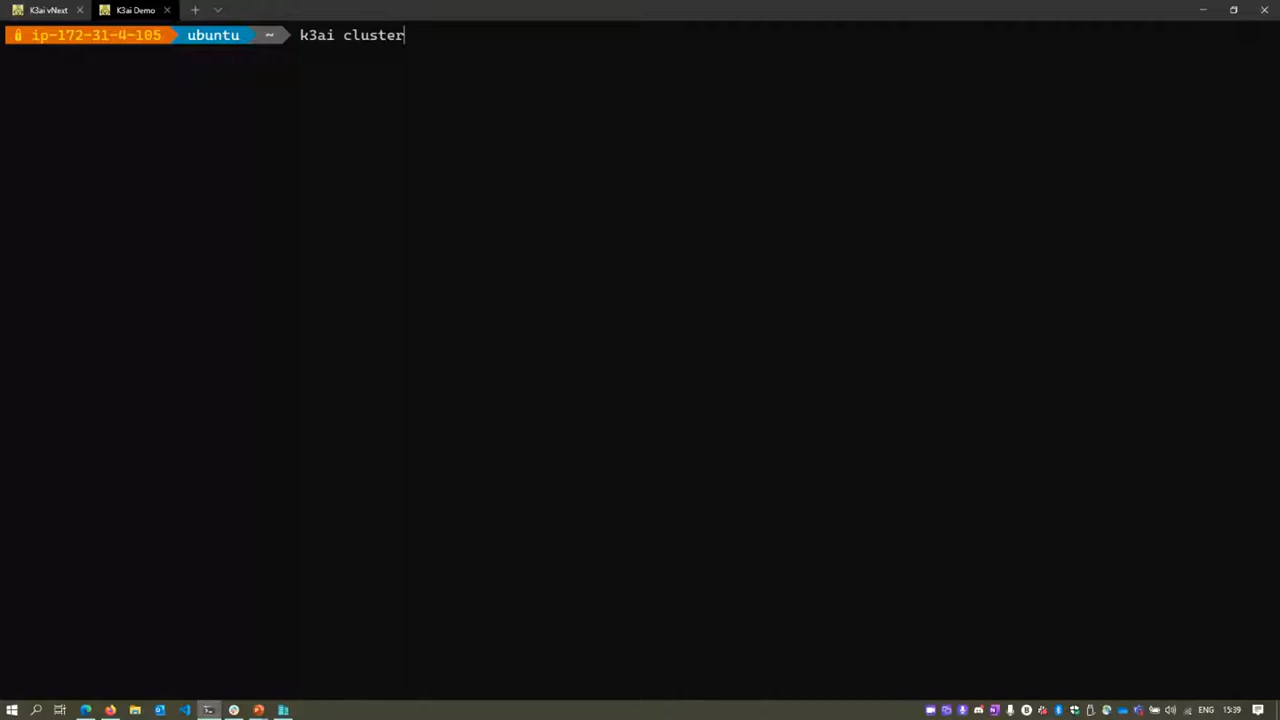 K3ai vNext
K3ai Demo
ip-172-31-4-105 ubuntu ~ k3ai cluster
ENG 15:39